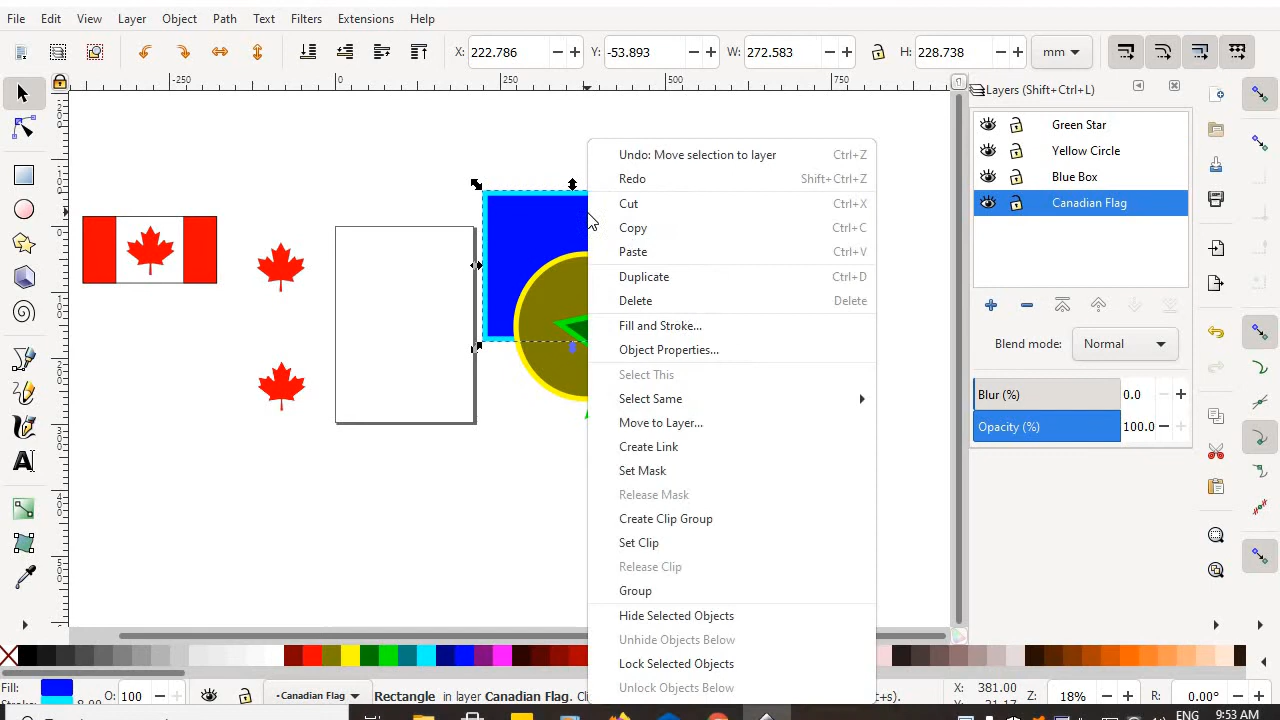 File Edit View Layer Object Path Text Filters Extensions Help
X: 222.786 Y: -53.893 W: 272.583 H: 228.738 mm
-250 0 250 500 750
Layers (Shift+Ctrl+L)
Green Star
Yellow Circle
Blue Box
Canadian Flag
Blend mode: Normal
Blur (%) 0.0
Opacity (%) 100.0
Undo: Move selection to layer Ctrl+Z
Redo Shift+Ctrl+Z
Cut Ctrl+X
Copy Ctrl+C
Paste Ctrl+V
Duplicate Ctrl+D
Delete Delete
Fill and Stroke...
Object Properties...
Select This
Select Same
Move to Layer...
Create Link
Set Mask
Release Mask
Create Clip Group
Set Clip
Release Clip
Group
Hide Selected Objects
Unhide Objects Below
Lock Selected Objects
Unlock Objects Below
Fill:
O: 100
•Canadian Flag
Rectangle in layer Canadian Flag.
X: 381.00
Z: 18%
R: 0.00°
ENG 9:53 AM